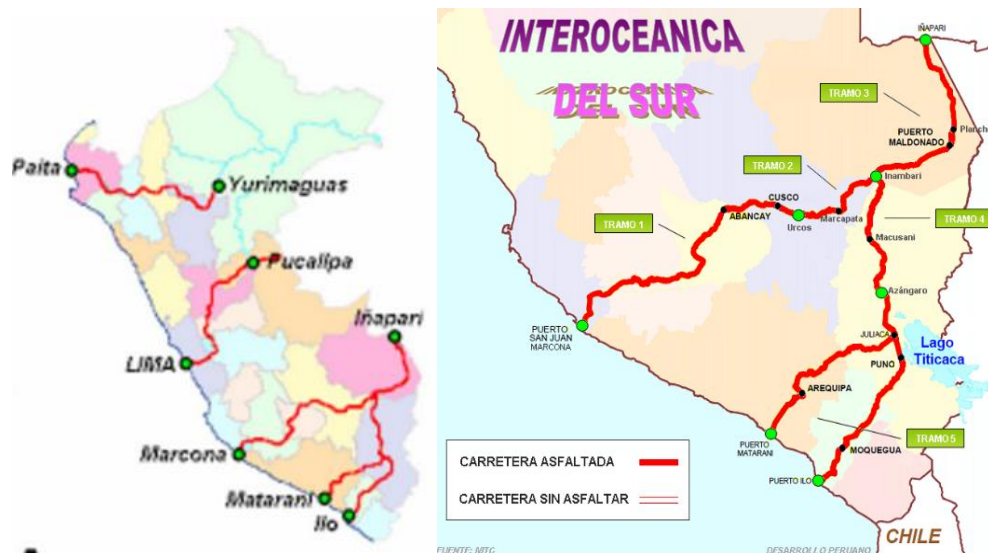 Paita
Yurimaguas
Pucallpa
Iñapari
LIMA
Marcona
Matarani
Ilo
INTEROCEANICA
DEL SUR
IÑAPARI
TRAMO 3
PUERTO
MALDONADO
Planch
TRAMO 2
Inambari
CUSCO
ABANCAY
Urcos
Marcapata
TRAMO 4
TRAMO 1
Macusani
Azángaro
PUERTO
SAN JUAN
MARCONA
JULIACA
Lago
Titicaca
PUNO
AREQUIPA
TRAMO 5
PUERTO
MATARANI
MOQUEGUA
PUERTO ILO
CARRETERA ASFALTADA
CARRETERA SIN ASFALTAR
CHILE
FUENTE: MTC
DESARROLLO PERUANO